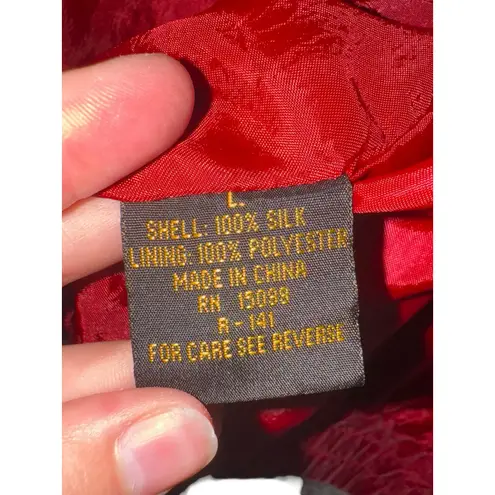 L.
SHELL: 100% SILK
LINING: 100% POLYESTER
MADE IN CHINA
RN 15099
R-141
FOR CARE SEE REVERSE